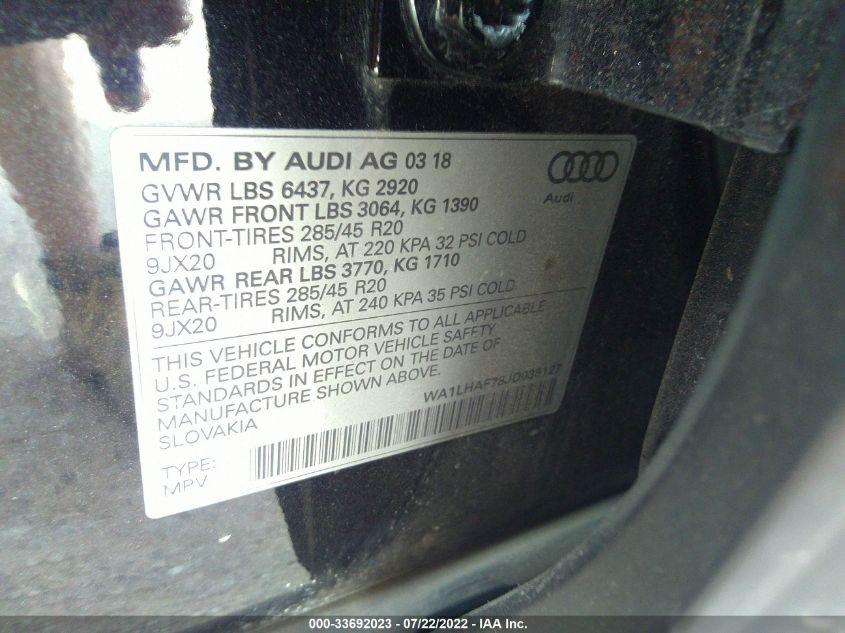 MFD. BY AUDI AG 03 18
Audi
GVWR LBS 6437, KG 2920
GAWR FRONT LBS 3064, KG 1390
FRONT-TIRES 285/45 R20
9JX20 RIMS, AT 220 KPA 32 PSI COLD
GAWR REAR LBS 3770, KG 1710
REAR-TIRES 285/45 R20
9JX20 RIMS, AT 240 KPA 35 PSI COLD
THIS VEHICLE CONFORMS TO ALL APPLICABLE
U.S. FEDERAL MOTOR VEHICLE SAFETY
STANDARDS IN EFFECT ON THE DATE OF
MANUFACTURE SHOWN ABOVE.
SLOVAKIA
TYPE:
MPV
000-33692023 - 07/22/2022 - IAA Inc.